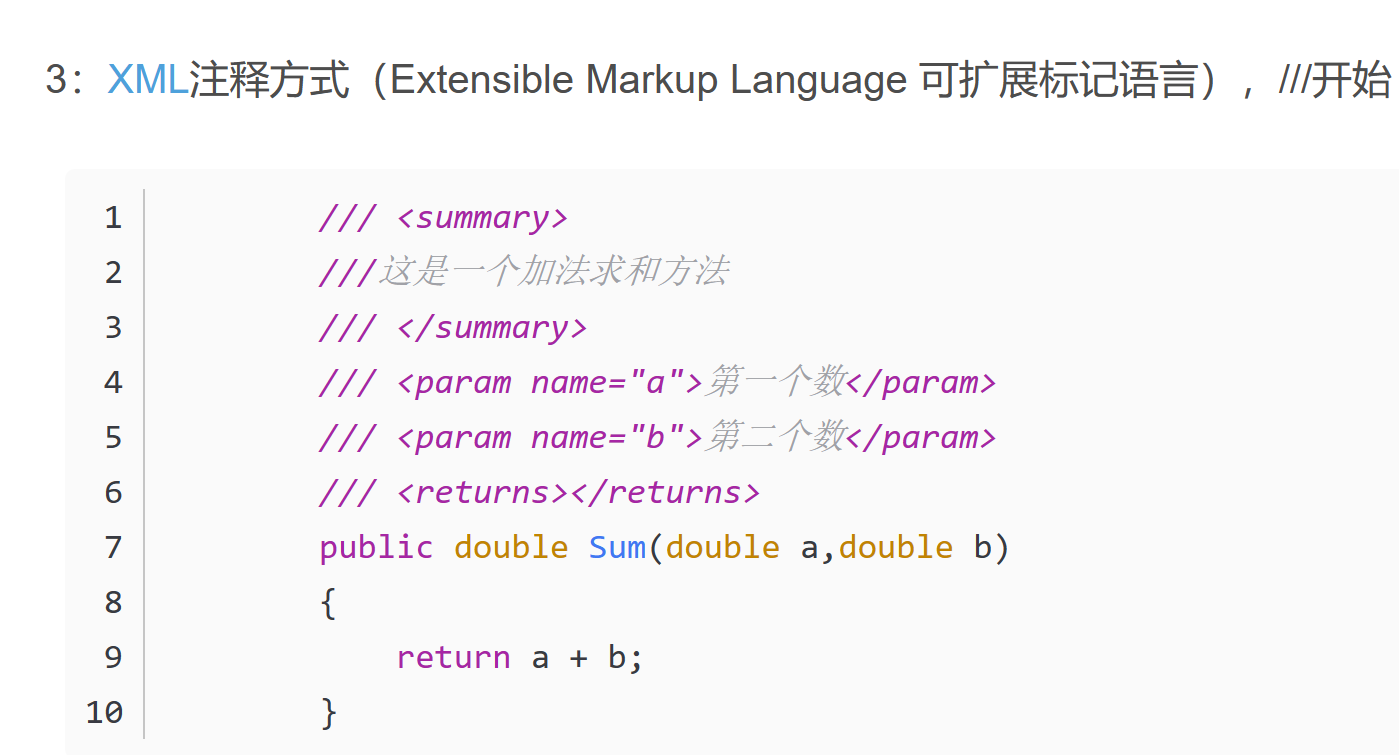 3：XML注释方式（Extensible Markup Language 可扩展标记语言），///开始
1 /// <summary>
2 ///这是一个加法求和方法
3 /// </summary>
4 /// <param name="a">第一个数</param>
5 /// <param name="b">第二个数</param>
6 /// <returns></returns>
7 public double Sum(double a,double b)
8 {
9     return a + b;
10 }